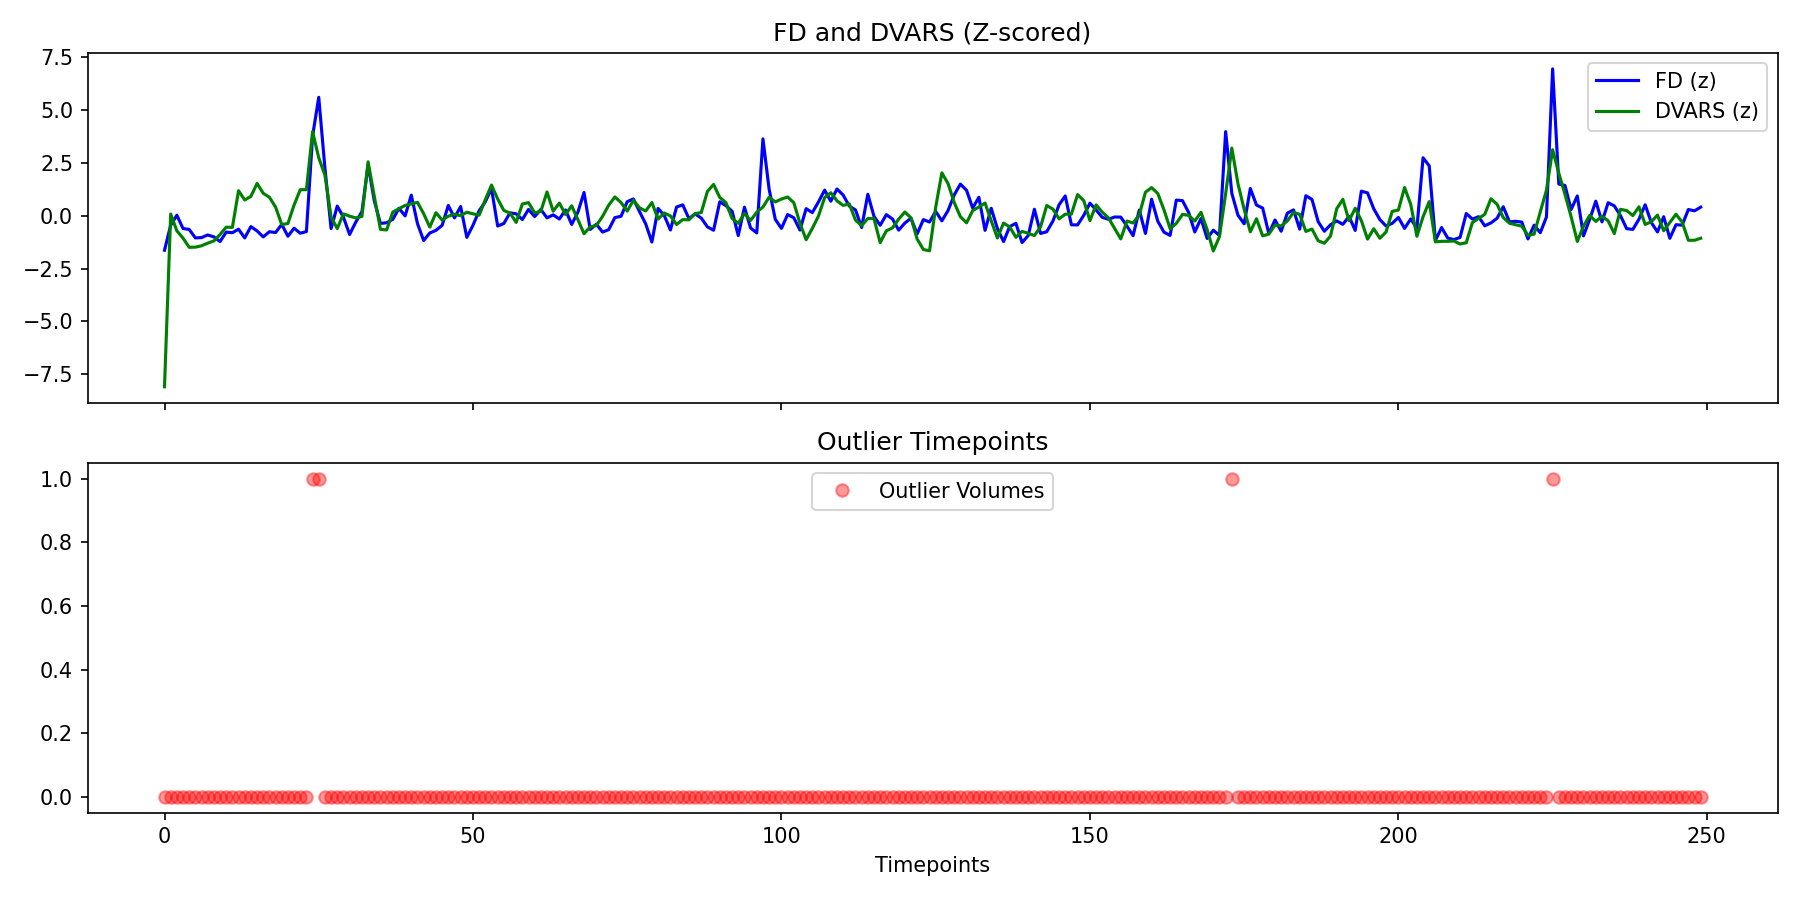 FD and DVARS (Z-scored)
7.5
5.0
2.5
0.0
−2.5
−5.0
−7.5
FD (z)
DVARS (z)
Outlier Timepoints
1.0
0.8
0.6
0.4
0.2
0.0
Outlier Volumes
0 50 100 150 200 250
Timepoints